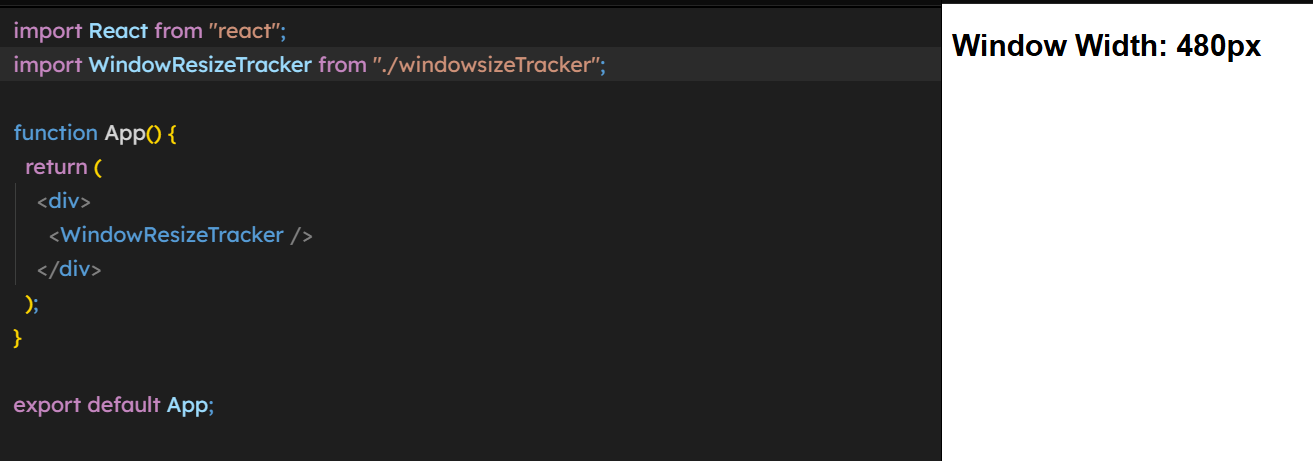 import React from "react";
import WindowResizeTracker from "./windowsizeTracker";
function App() {
return (
<div>
<WindowResizeTracker />
</div>
);
}
export default App;
Window Width: 480px